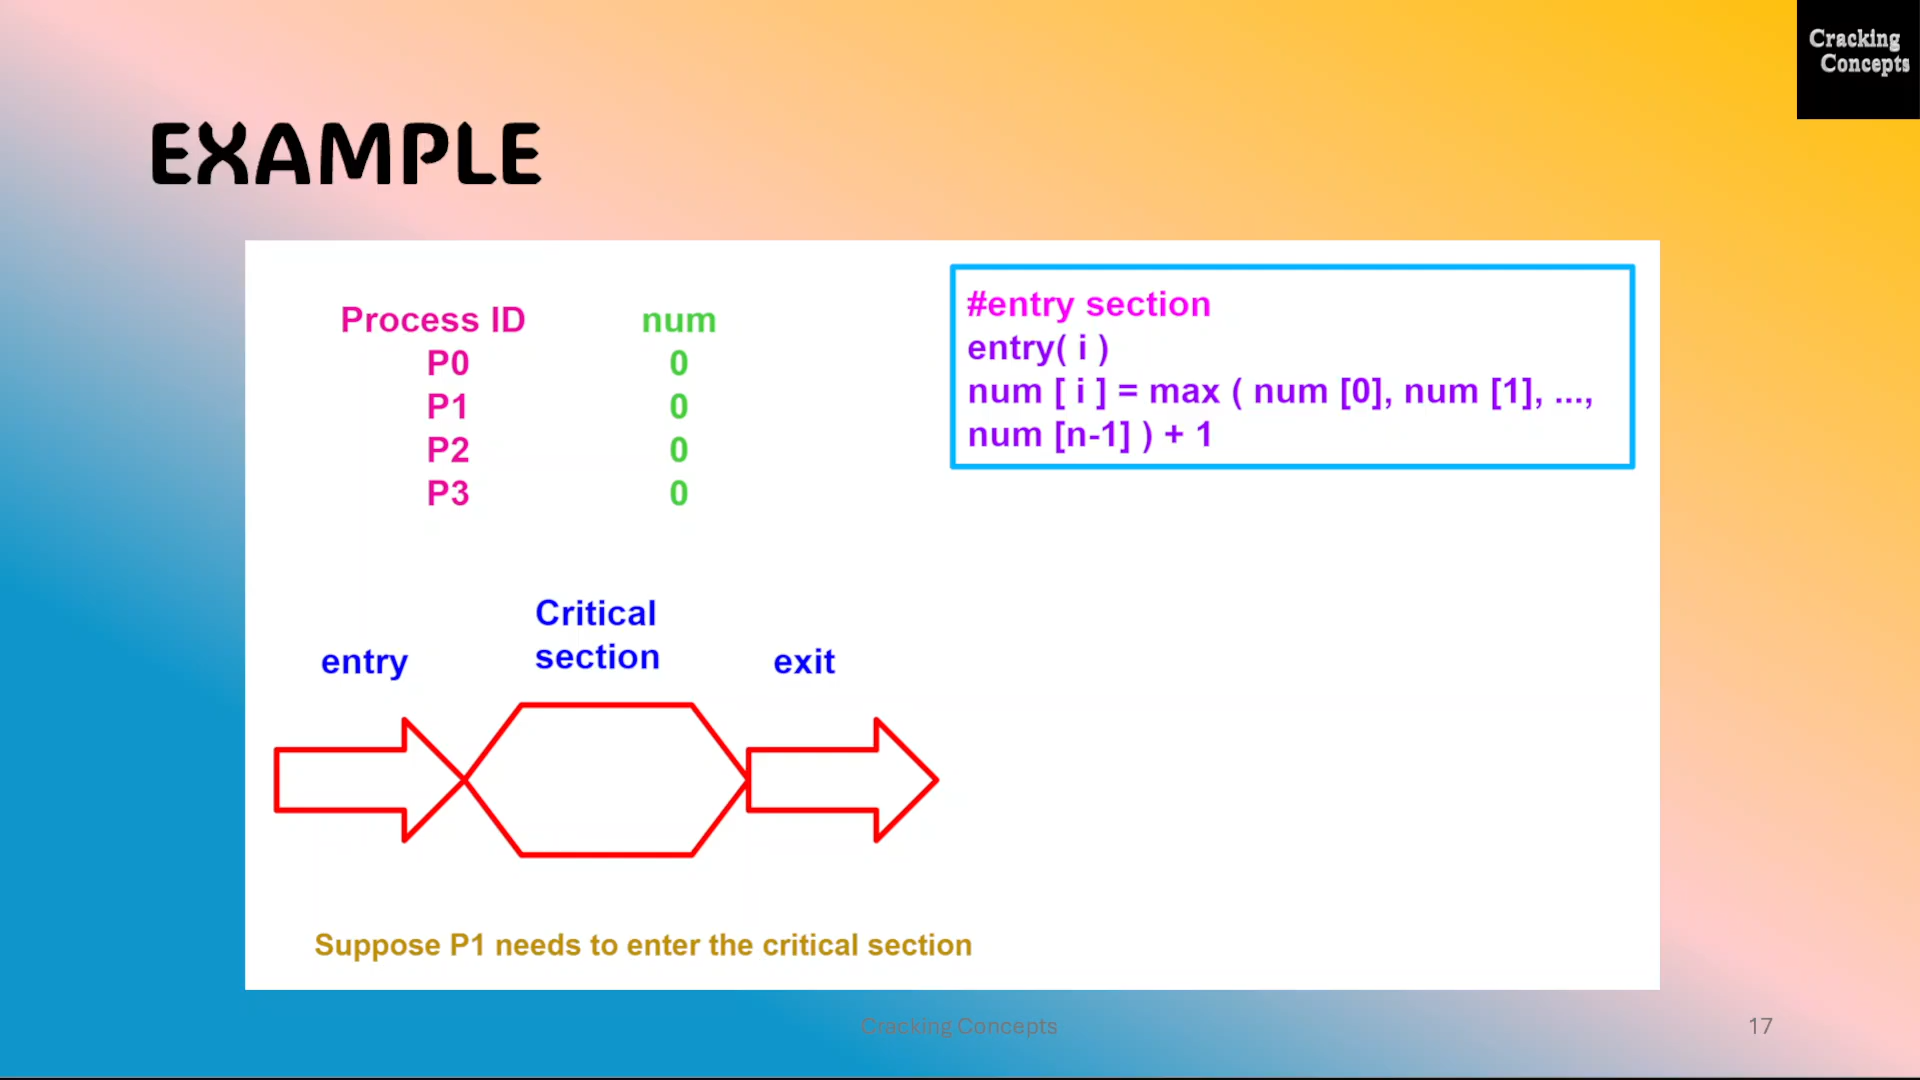 Cracking
Concepts
EXAMPLE
Process ID num
P0 0
P1 0
P2 0
P3 0
#entry section
entry( i )
num [ i ] = max ( num [0], num [1], ...,
num [n-1] ) + 1
Critical
section
entry
exit
Suppose P1 needs to enter the critical section
Cracking Concepts
17